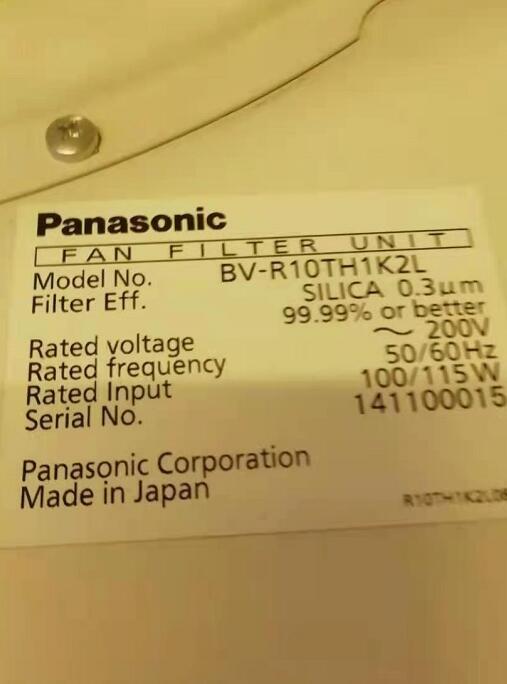 Panasonic
FAN FILTER UNIT
Model No. BV-R10TH1K2L
Filter Eff. SILICA 0.3μm
99.99% or better
Rated voltage ~ 200V
Rated frequency 50/60Hz
Rated Input 100/115W
Serial No. 141100015
Panasonic Corporation
Made in Japan